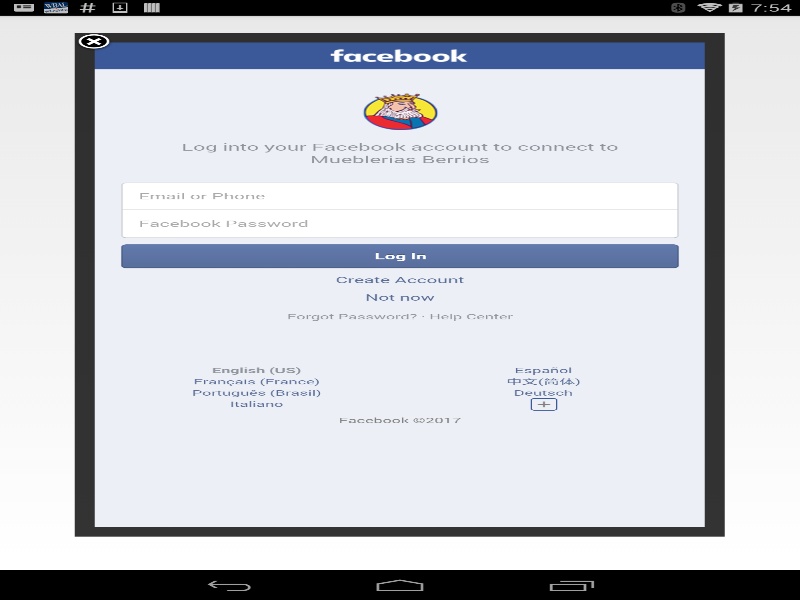 WBAL
7:54
facebook
Log into your Facebook account to connect to
Mueblerias Berrios
Email or Phone
Facebook Password
Log In
Create Account
Not now
Forgot Password? · Help Center
English (US)
Español
Français (France)
中文(简体)
Português (Brasil)
Deutsch
Italiano
Facebook ©2017